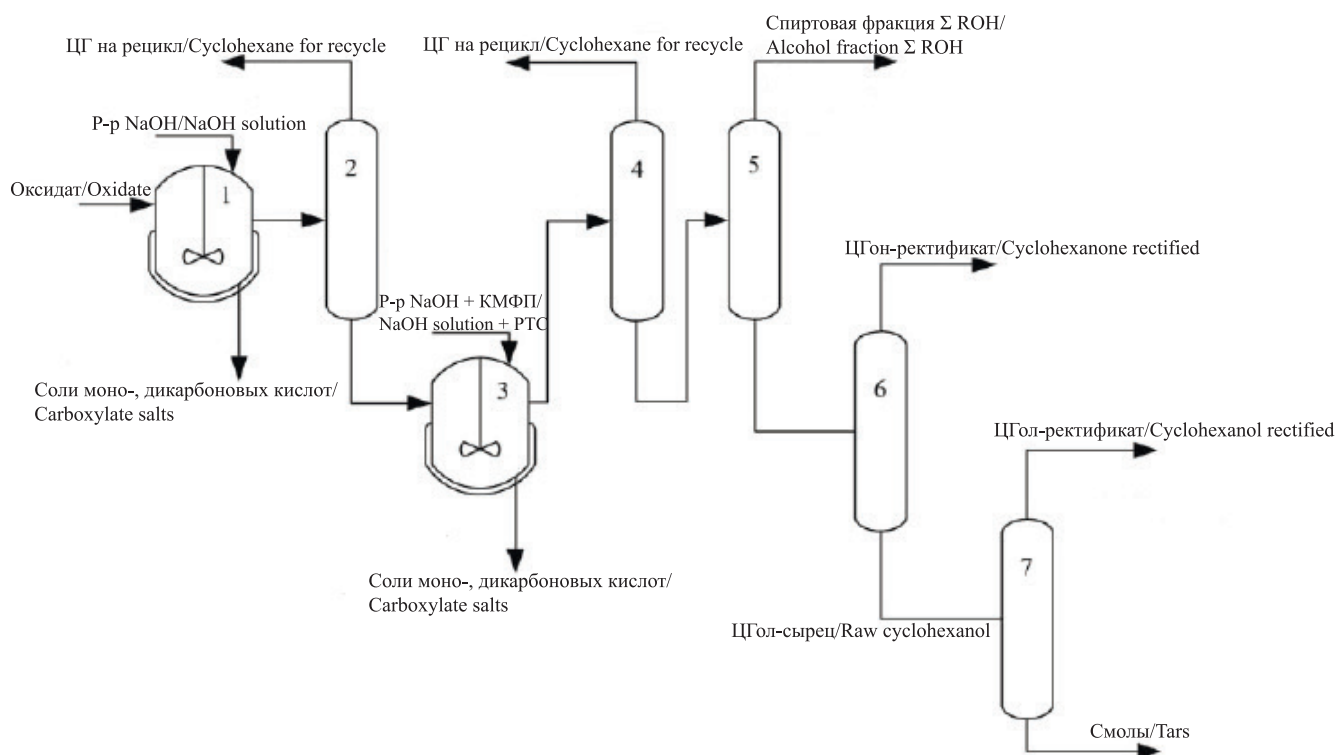 Спиртовая фракция Σ ROH/
Alcohol fraction Σ ROH
ЦГ на рецикл/Cyclohexane for recycle
ЦГ на рецикл/Cyclohexane for recycle
Р-р NaOH/NaOH solution
Оксидат/Oxidate
1
2
4
5
ЦГон-ректификат/Cyclohexanone rectified
Р-р NaOH + КМФП/
NaOH solution + PTC
Соли моно-, дикарбоновых кислот/
Carboxylate salts
3
6
ЦГол-ректификат/Cyclohexanol rectified
Соли моно-, дикарбоновых кислот/
Carboxylate salts
7
ЦГол-сырец/Raw cyclohexanol
Смолы/Tars